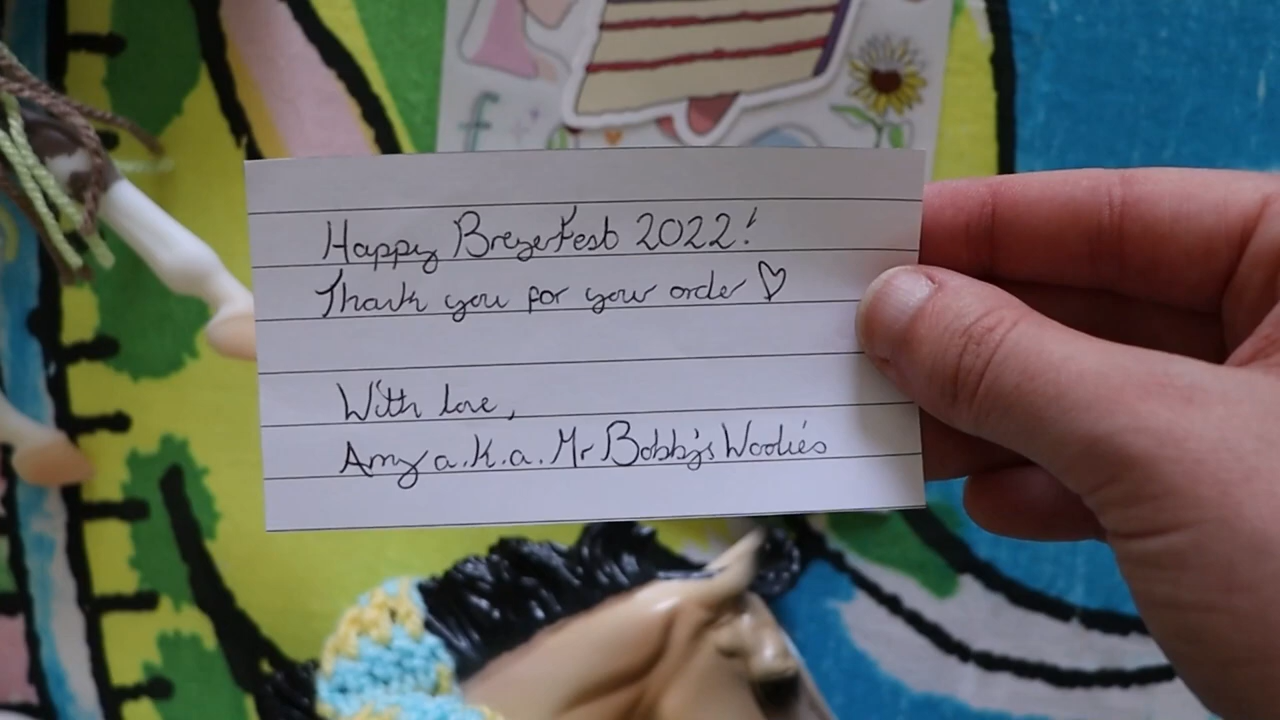 Happy Breyerfest 2022!
Thank you for your order ♡
With love,
Amy a.k.a. Mr Bobby's Woolies